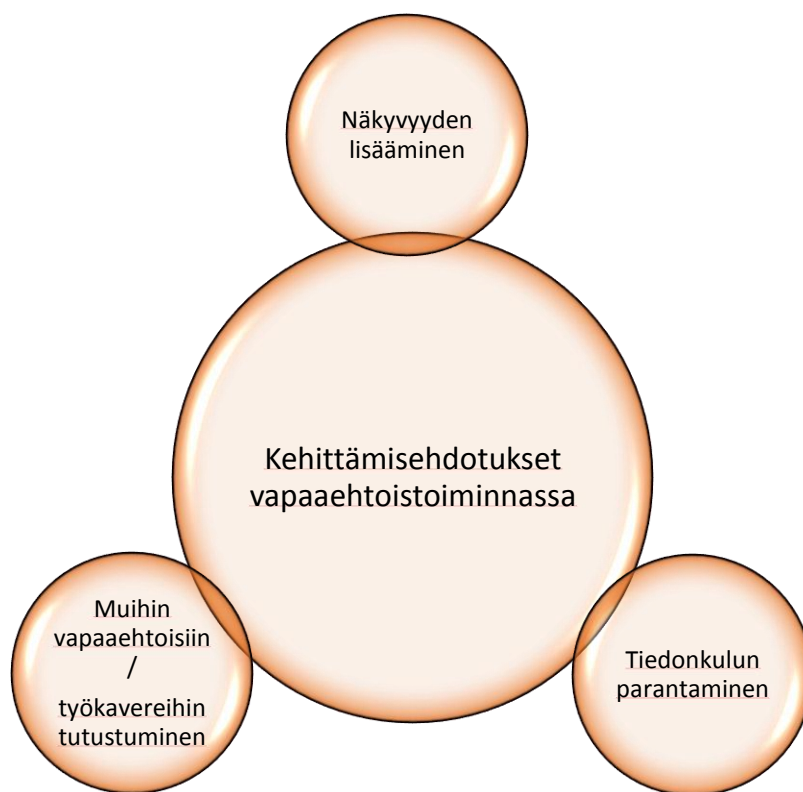 Näkyvyyden
lisääminen
Kehittämisehdotukset
vapaaehtoistoiminnassa
Muihin
vapaaehtoisiin
/
työkavereihin
tutustuminen
Tiedonkulun
parantaminen